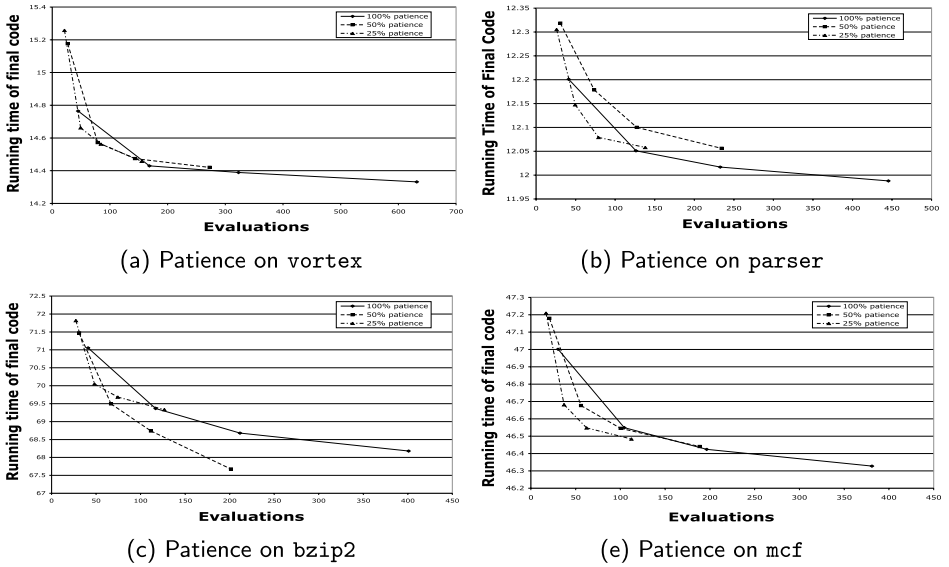 Running time of final code
15.4
15.2
15
14.8
14.6
14.4
14.2
100% patience
50% patience
25% patience
0 100 200 300 400 500 600 700
Evaluations
(a) Patience on vortex
Running Time of Final Code
12.35
12.3
12.25
12.2
12.15
12.1
12.05
12
11.95
100% patience
50% patience
25% patience
0 50 100 150 200 250 300 350 400 450 500
Evaluations
(b) Patience on parser
Running time of final code
72.5
72
71.5
71
70.5
70
69.5
69
68.5
68
67.5
67
100% patience
50% patience
25% patience
0 50 100 150 200 250 300 350 400 450
Evaluations
(c) Patience on bzip2
Running time of final code
47.3
47.2
47.1
47
46.9
46.8
46.7
46.6
46.5
46.4
46.3
46.2
100% patience
50% patience
25% patience
0 50 100 150 200 250 300 350 400 450
Evaluations
(e) Patience on mcf